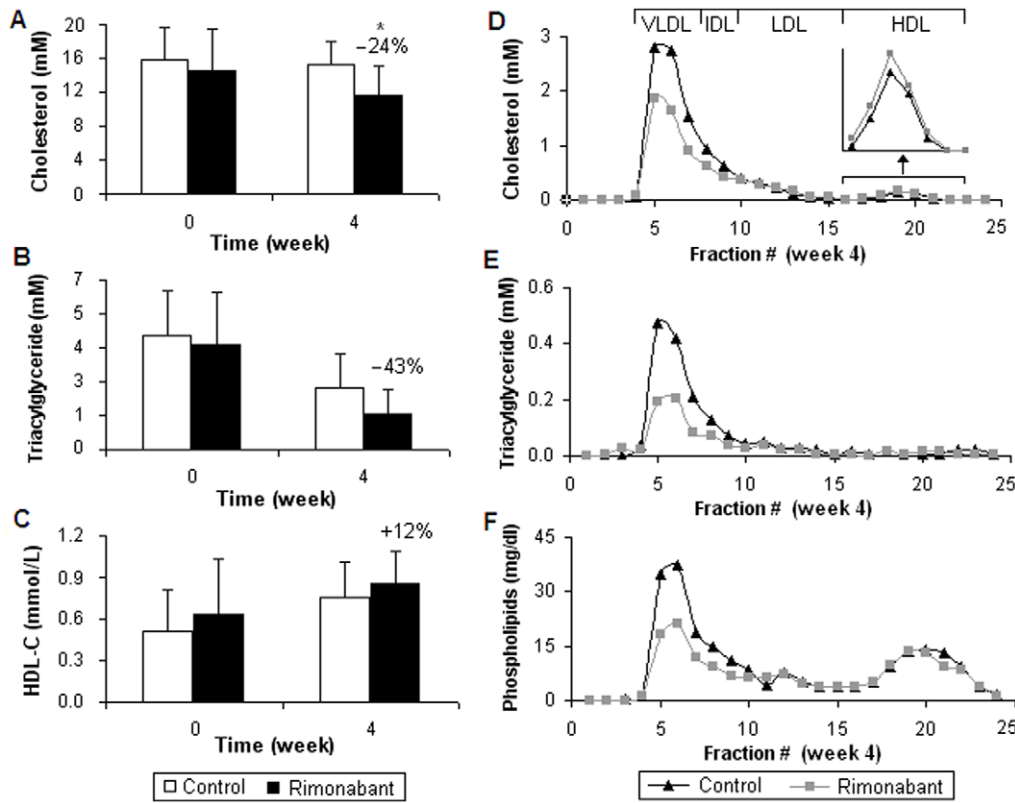 A
Cholesterol (mM)
20
16
12
8
4
0
*
–24%
0
4
Time (week)
B
Triacylglyceride (mM)
7
6
4
3
1
0
–43%
0
4
Time (week)
C
HDL-C (mmol/L)
1.2
0.9
0.6
0.3
0.0
+12%
0
4
Time (week)
Control
Rimonabant
D
VLDL
IDL
LDL
HDL
Cholesterol (mM)
3
2
1
0
0
5
10
15
20
25
Fraction # (week 4)
E
Triacylglyceride (mM)
0.6
0.4
0.2
0.0
0
5
10
15
20
25
Fraction # (week 4)
F
Phospholipids (mg/dl)
45
30
15
0
0
5
10
15
20
25
Fraction # (week 4)
Control
Rimonabant